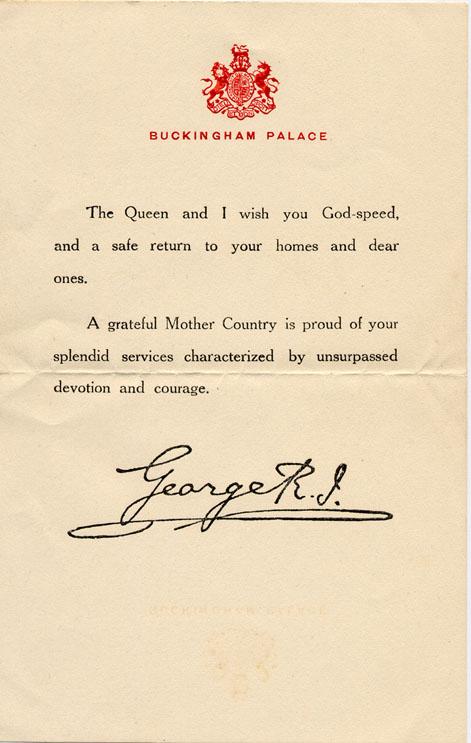 BUCKINGHAM PALACE
The Queen and I wish you God-speed,
and a safe return to your homes and dear
ones.
A grateful Mother Country is proud of your
splendid services characterized by unsurpassed
devotion and courage.
George R.I.